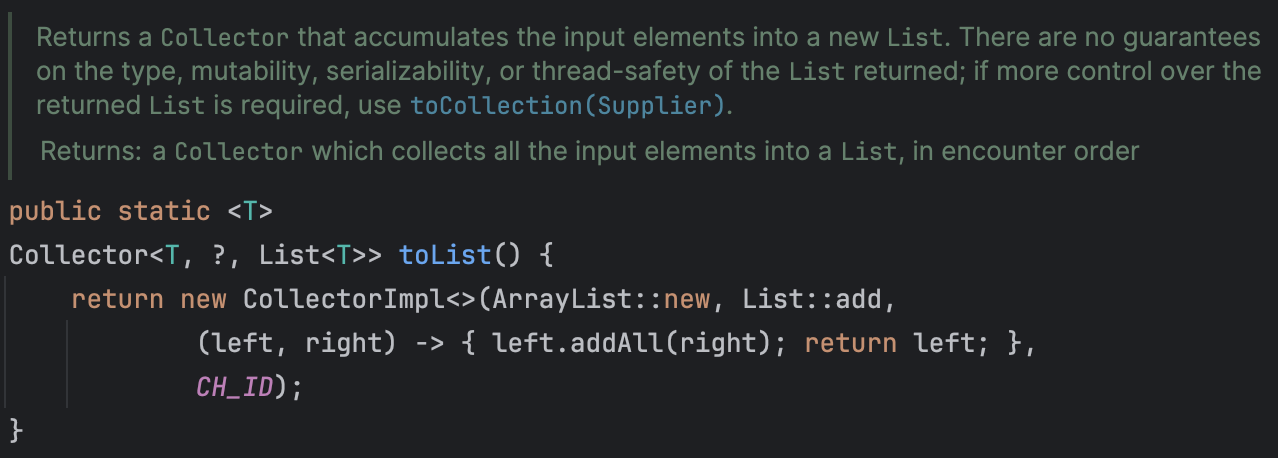 Returns a Collector that accumulates the input elements into a new List. There are no guarantees
on the type, mutability, serializability, or thread-safety of the List returned; if more control over the
returned List is required, use toCollection(Supplier).
Returns: a Collector which collects all the input elements into a List, in encounter order
public static <T>
Collector<T, ?, List<T>> toList() {
    return new CollectorImpl<>(ArrayList::new, List::add,
            (left, right) -> { left.addAll(right); return left; },
            CH_ID);
}